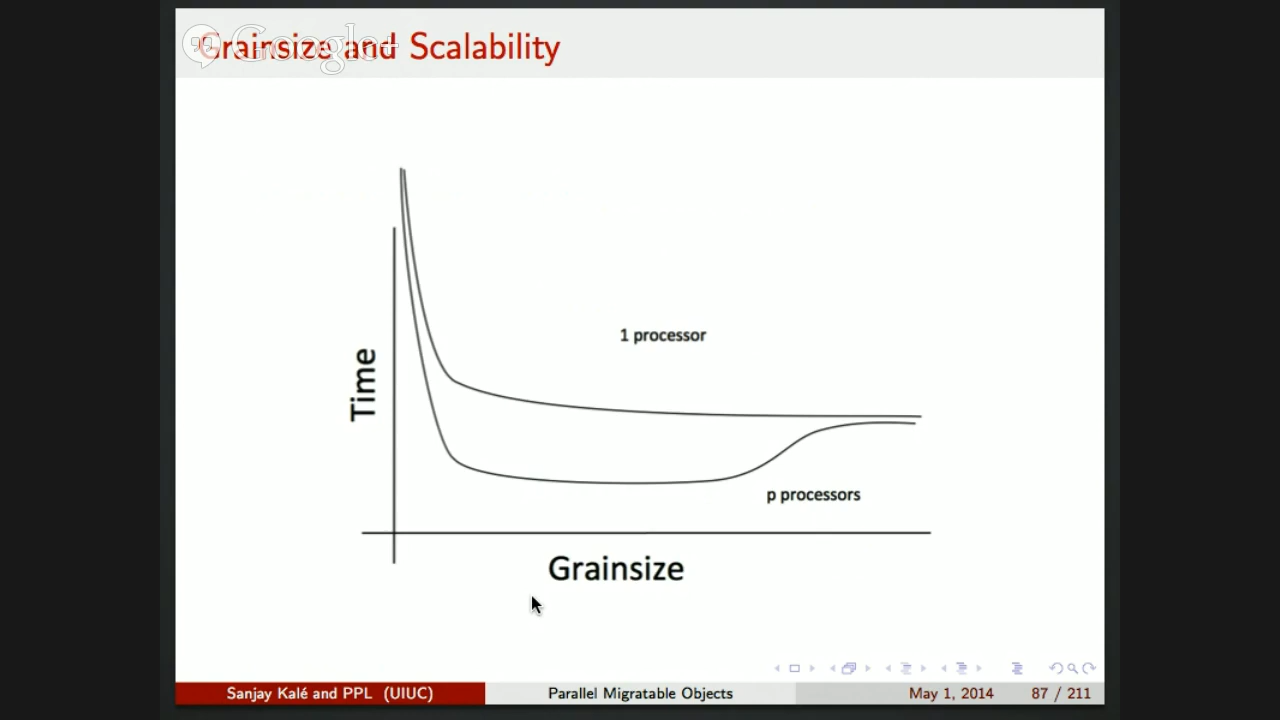 Grainsize and Scalability
Google+
1 processor
Time
p processors
Grainsize
Sanjay Kalé and PPL (UIUC)
Parallel Migratable Objects
May 1, 2014
87 / 211